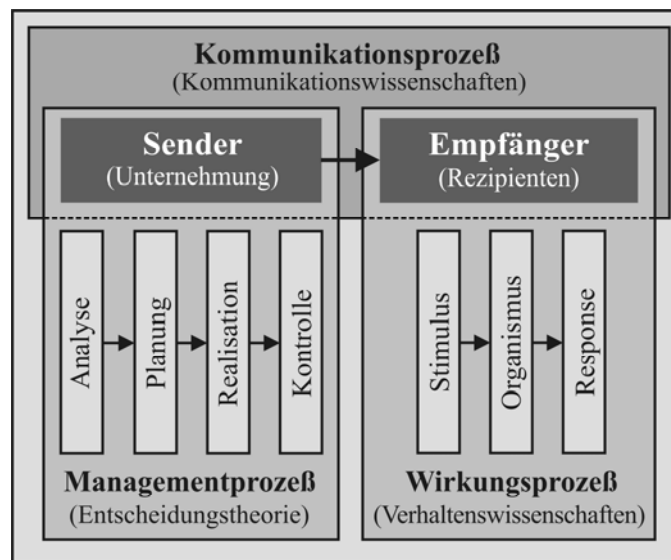 Kommunikationsprozeß
(Kommunikationswissenschaften)
Sender
(Unternehmung)
Empfänger
(Rezipienten)
Analyse
Planung
Realisation
Kontrolle
Stimulus
Organismus
Response
Managementprozeß
(Entscheidungstheorie)
Wirkungsprozeß
(Verhaltenswissenschaften)